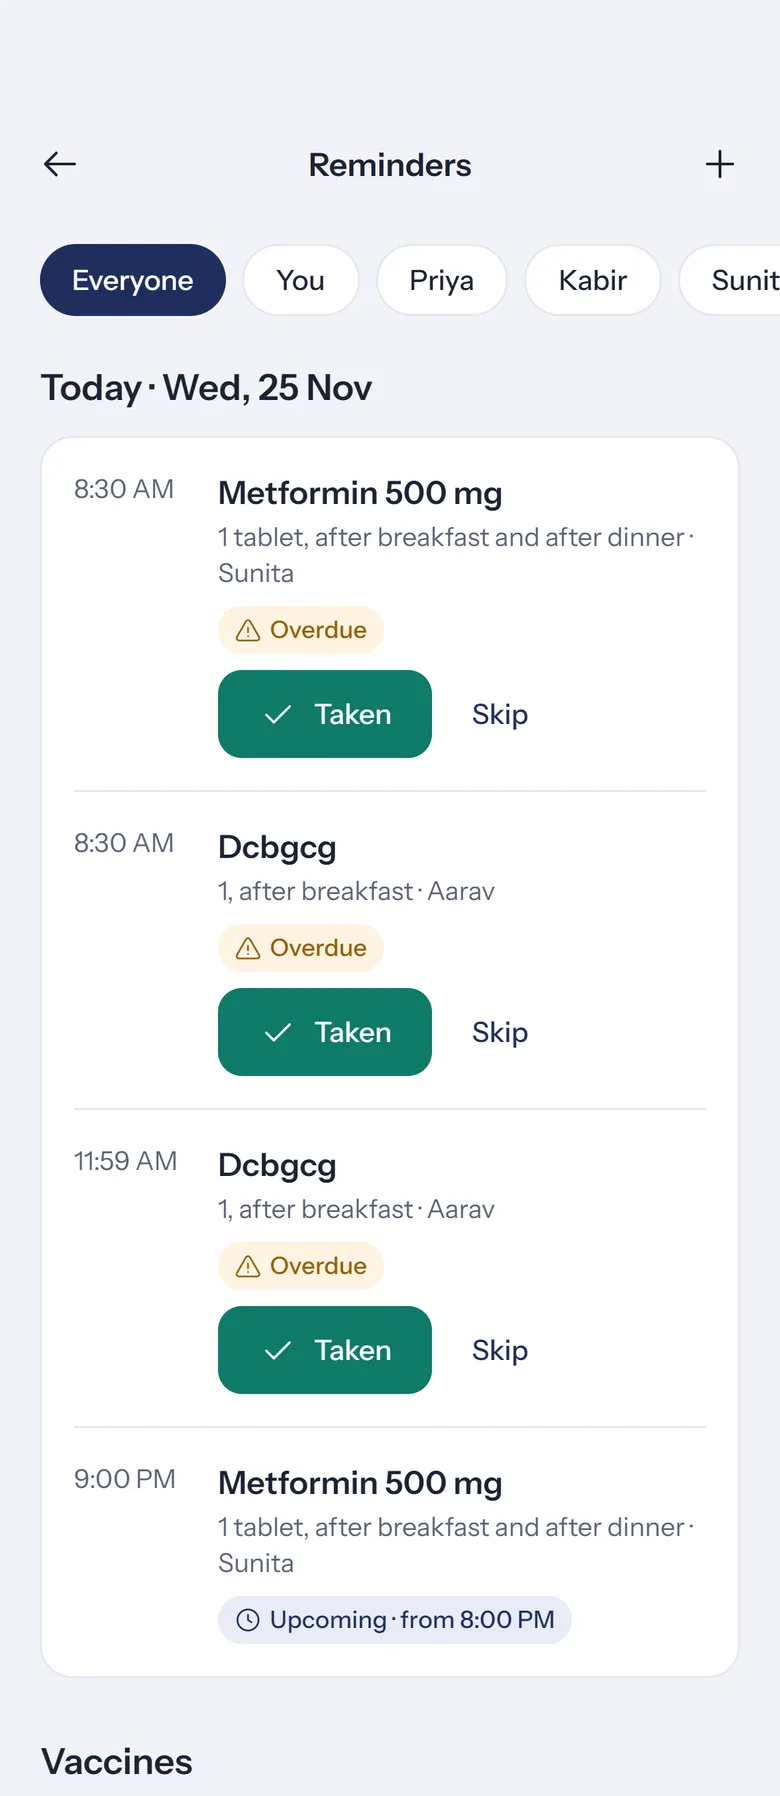 Reminders
Everyone You Priya Kabir Sunit
Today · Wed, 25 Nov
8:30 AM Metformin 500 mg
1 tablet, after breakfast and after dinner ·
Sunita
Overdue
Taken Skip
8:30 AM Dcbgcg
1, after breakfast · Aarav
Overdue
Taken Skip
11:59 AM Dcbgcg
1, after breakfast · Aarav
Overdue
Taken Skip
9:00 PM Metformin 500 mg
1 tablet, after breakfast and after dinner ·
Sunita
Upcoming · from 8:00 PM
Vaccines